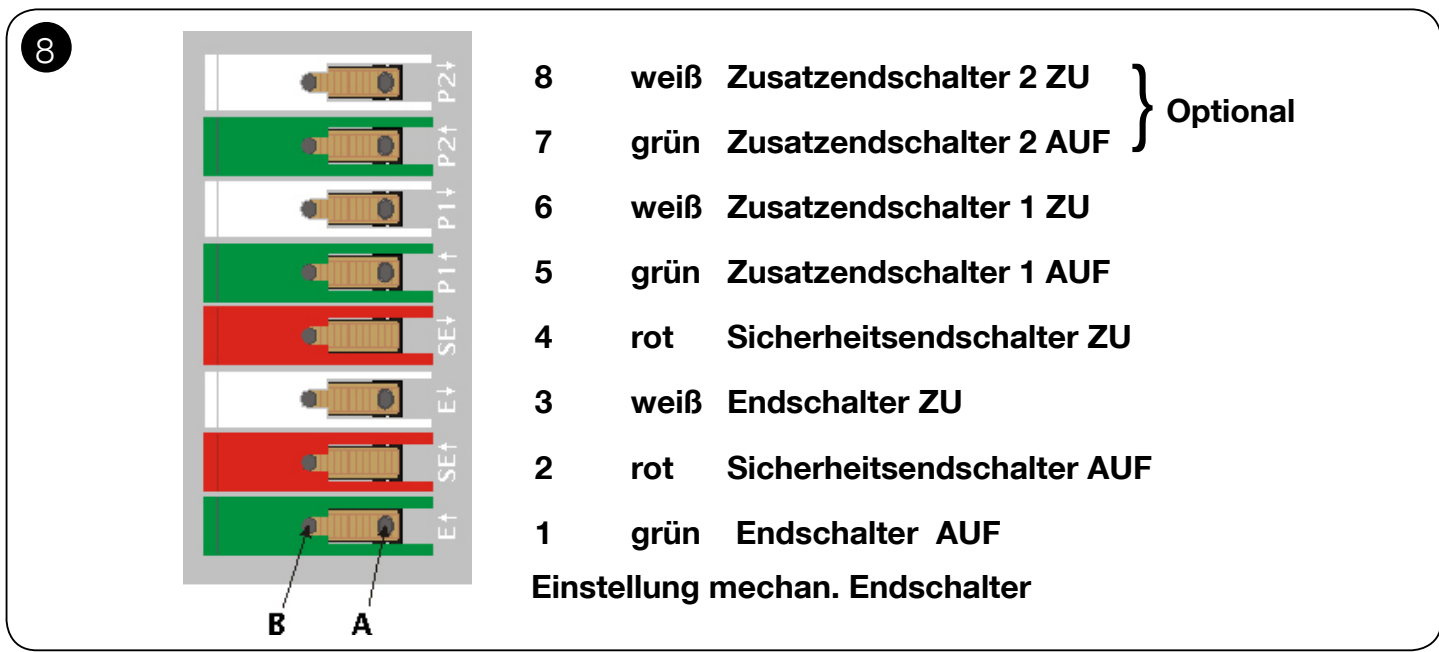 8
P2↓
P2↑
P1↓
P1↑
SE↓
E↓
SE↑
E↑
B A
8 weiß Zusatzendschalter 2 ZU
7 grün Zusatzendschalter 2 AUF
} Optional
6 weiß Zusatzendschalter 1 ZU
5 grün Zusatzendschalter 1 AUF
4 rot Sicherheitsendschalter ZU
3 weiß Endschalter ZU
2 rot Sicherheitsendschalter AUF
1 grün Endschalter AUF
Einstellung mechan. Endschalter